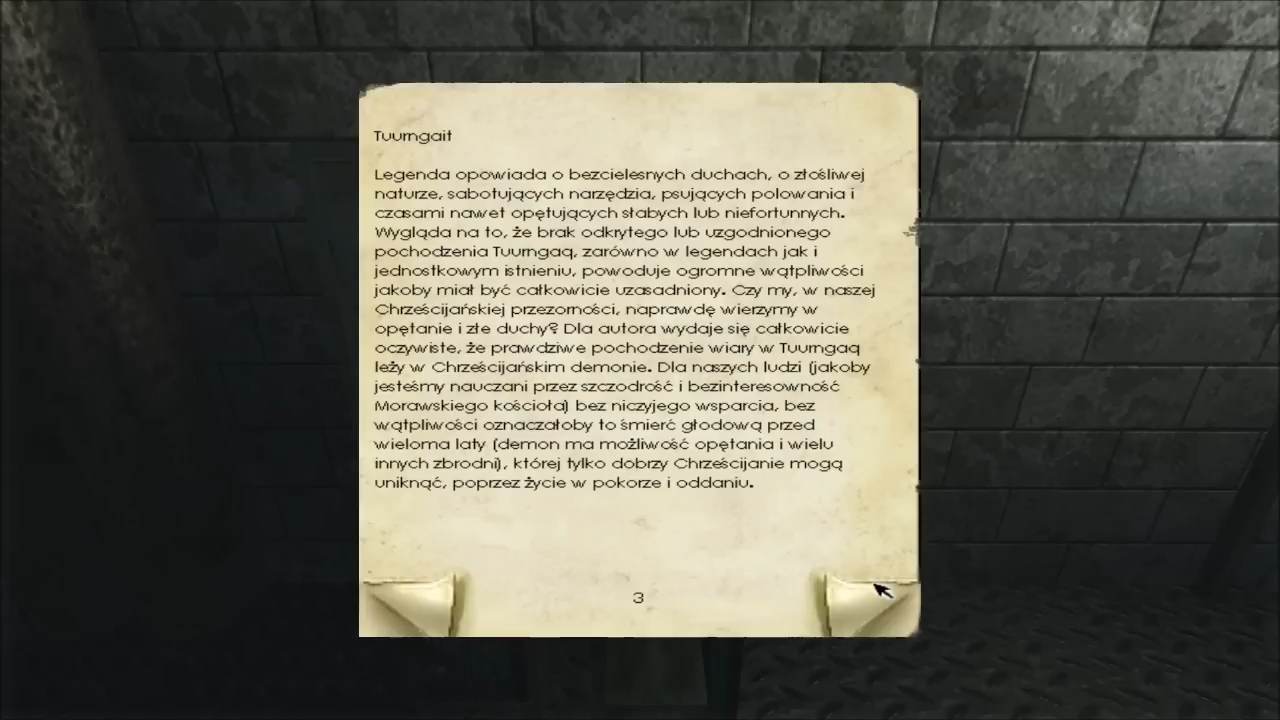 Tuurngait
Legenda opowiada o bezcielesnych duchach, o złośliwej
naturze, sabotujących narzędzia, psujących polowania i
czasami nawet opętujących słabych lub niefortunnych.
Wygląda na to, że brak odkrytego lub uzgodnionego
pochodzenia Tuurngaq, zarówno w legendach jak i
jednostkowym istnieniu, powoduje ogromne wątpliwości
jakoby miał być całkowicie uzasadniony. Czy my, w naszej
Chrześcijańskiej przezorności, naprawdę wierzymy w
opętanie i złe duchy? Dla autora wydaje się całkowicie
oczywiste, że prawdziwe pochodzenie wiary w Tuurngaq
leży w Chrześcijańskim demonie. Dla naszych ludzi (jakoby
jesteśmy nauczani przez szczodrość i bezinteresowność
Morawskiego kościoła) bez niczyjego wsparcia, bez
wątpliwości oznaczałoby to śmierć głodową przed
wieloma laty (demon ma możliwość opętania i wielu
innych zbrodni), której tylko dobrzy Chrześcijanie mogą
uniknąć, poprzez życie w pokorze i oddaniu.
3